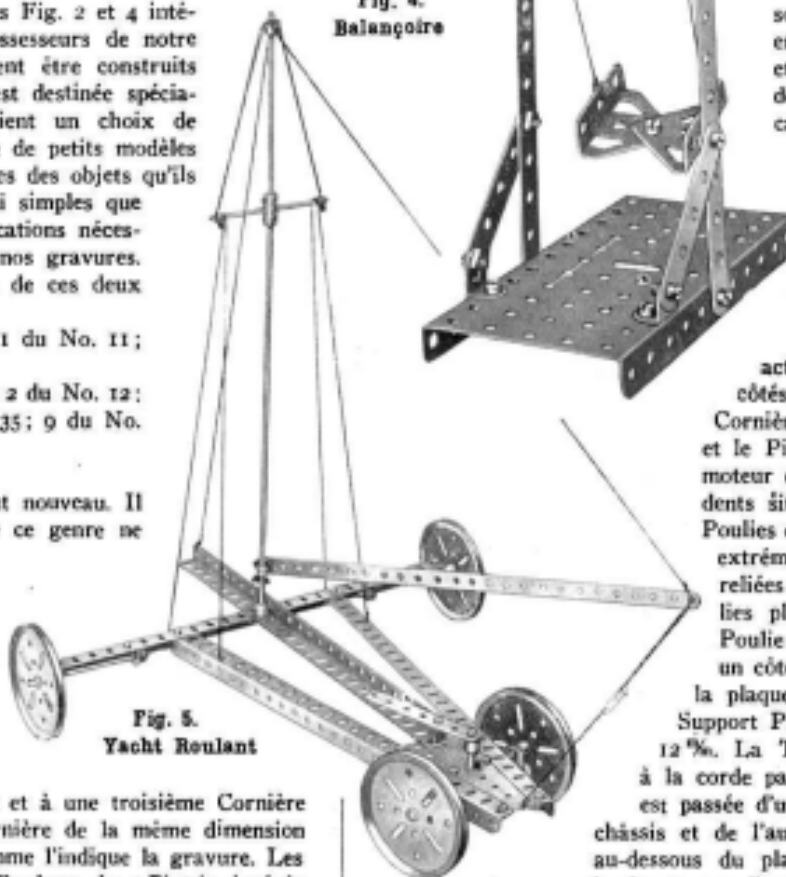 s Fig. 2 et 4 inté-
ssesseurs de notre
ent être construits
est destinée spécia-
ient un choix de
de petits modèles
es des objets qu'ils
i simples que
cations néces-
nos gravures.
de ces deux
1 du No. 11;
2 du No. 12:
35; 9 du No.
it nouveau. Il
ce genre ne
Fig. 4.
Balançoire
Fig. 5.
Yacht Roulant
et à une troisième Cornière
nière de la même dimension
nme l'indique la gravure. Les
act
côtés
Cornièr
et le Pi
moteur
dents sit
Poulies
extrém
reliées
lies pl
Poulie
un côt
la plaque
Support P
12 %. La T
à la corde pa
est passée d'u
châssis et de l'au
au-dessous du pla